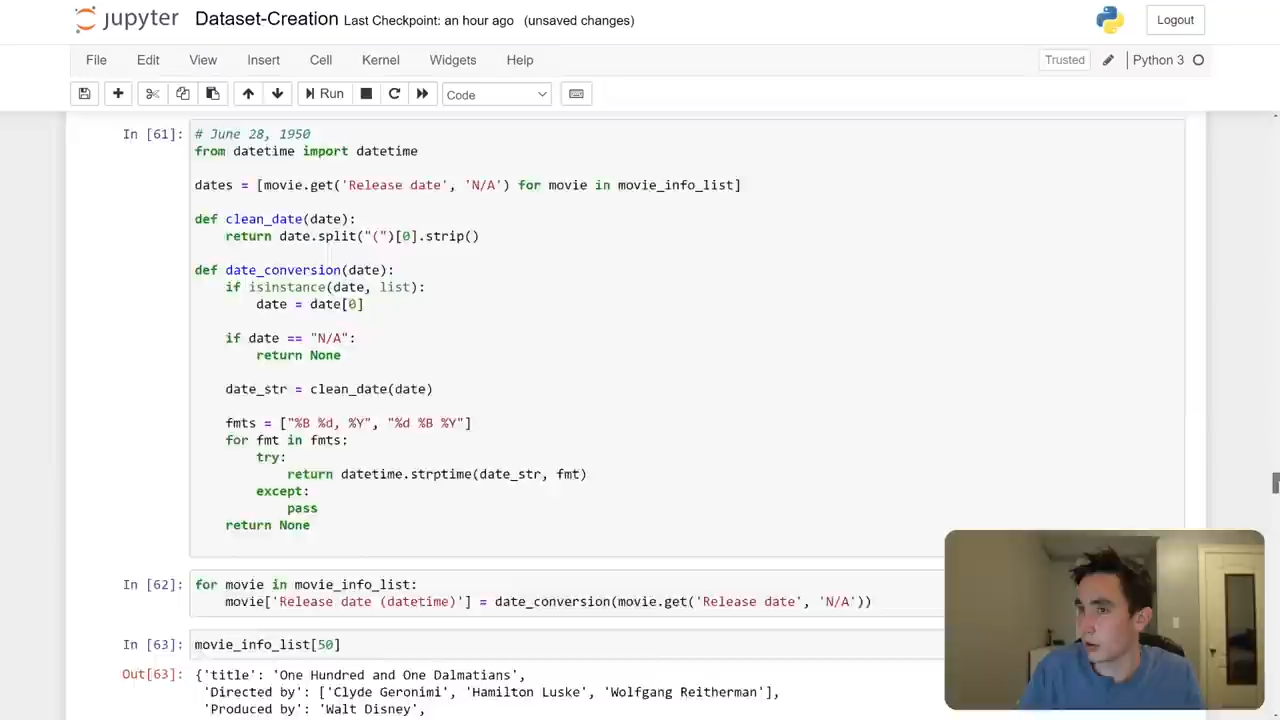 jupyter Dataset-Creation Last Checkpoint: an hour ago (unsaved changes) Logout
File Edit View Insert Cell Kernel Widgets Help Trusted Python 3
Run Code
In [61]: # June 28, 1950
from datetime import datetime
dates = [movie.get('Release date', 'N/A') for movie in movie_info_list]
def clean_date(date):
return date.split("(")[0].strip()
def date_conversion(date):
if isinstance(date, list):
date = date[0]
if date == "N/A":
return None
date_str = clean_date(date)
fmts = ["%B %d, %Y", "%d %B %Y"]
for fmt in fmts:
try:
return datetime.strptime(date_str, fmt)
except:
pass
return None
In [62]: for movie in movie_info_list:
movie['Release date (datetime)'] = date_conversion(movie.get('Release date', 'N/A'))
In [63]: movie_info_list[50]
Out[63]: {'title': 'One Hundred and One Dalmatians',
'Directed by': ['Clyde Geronimi', 'Hamilton Luske', 'Wolfgang Reitherman'],
'Produced by': 'Walt Disney',